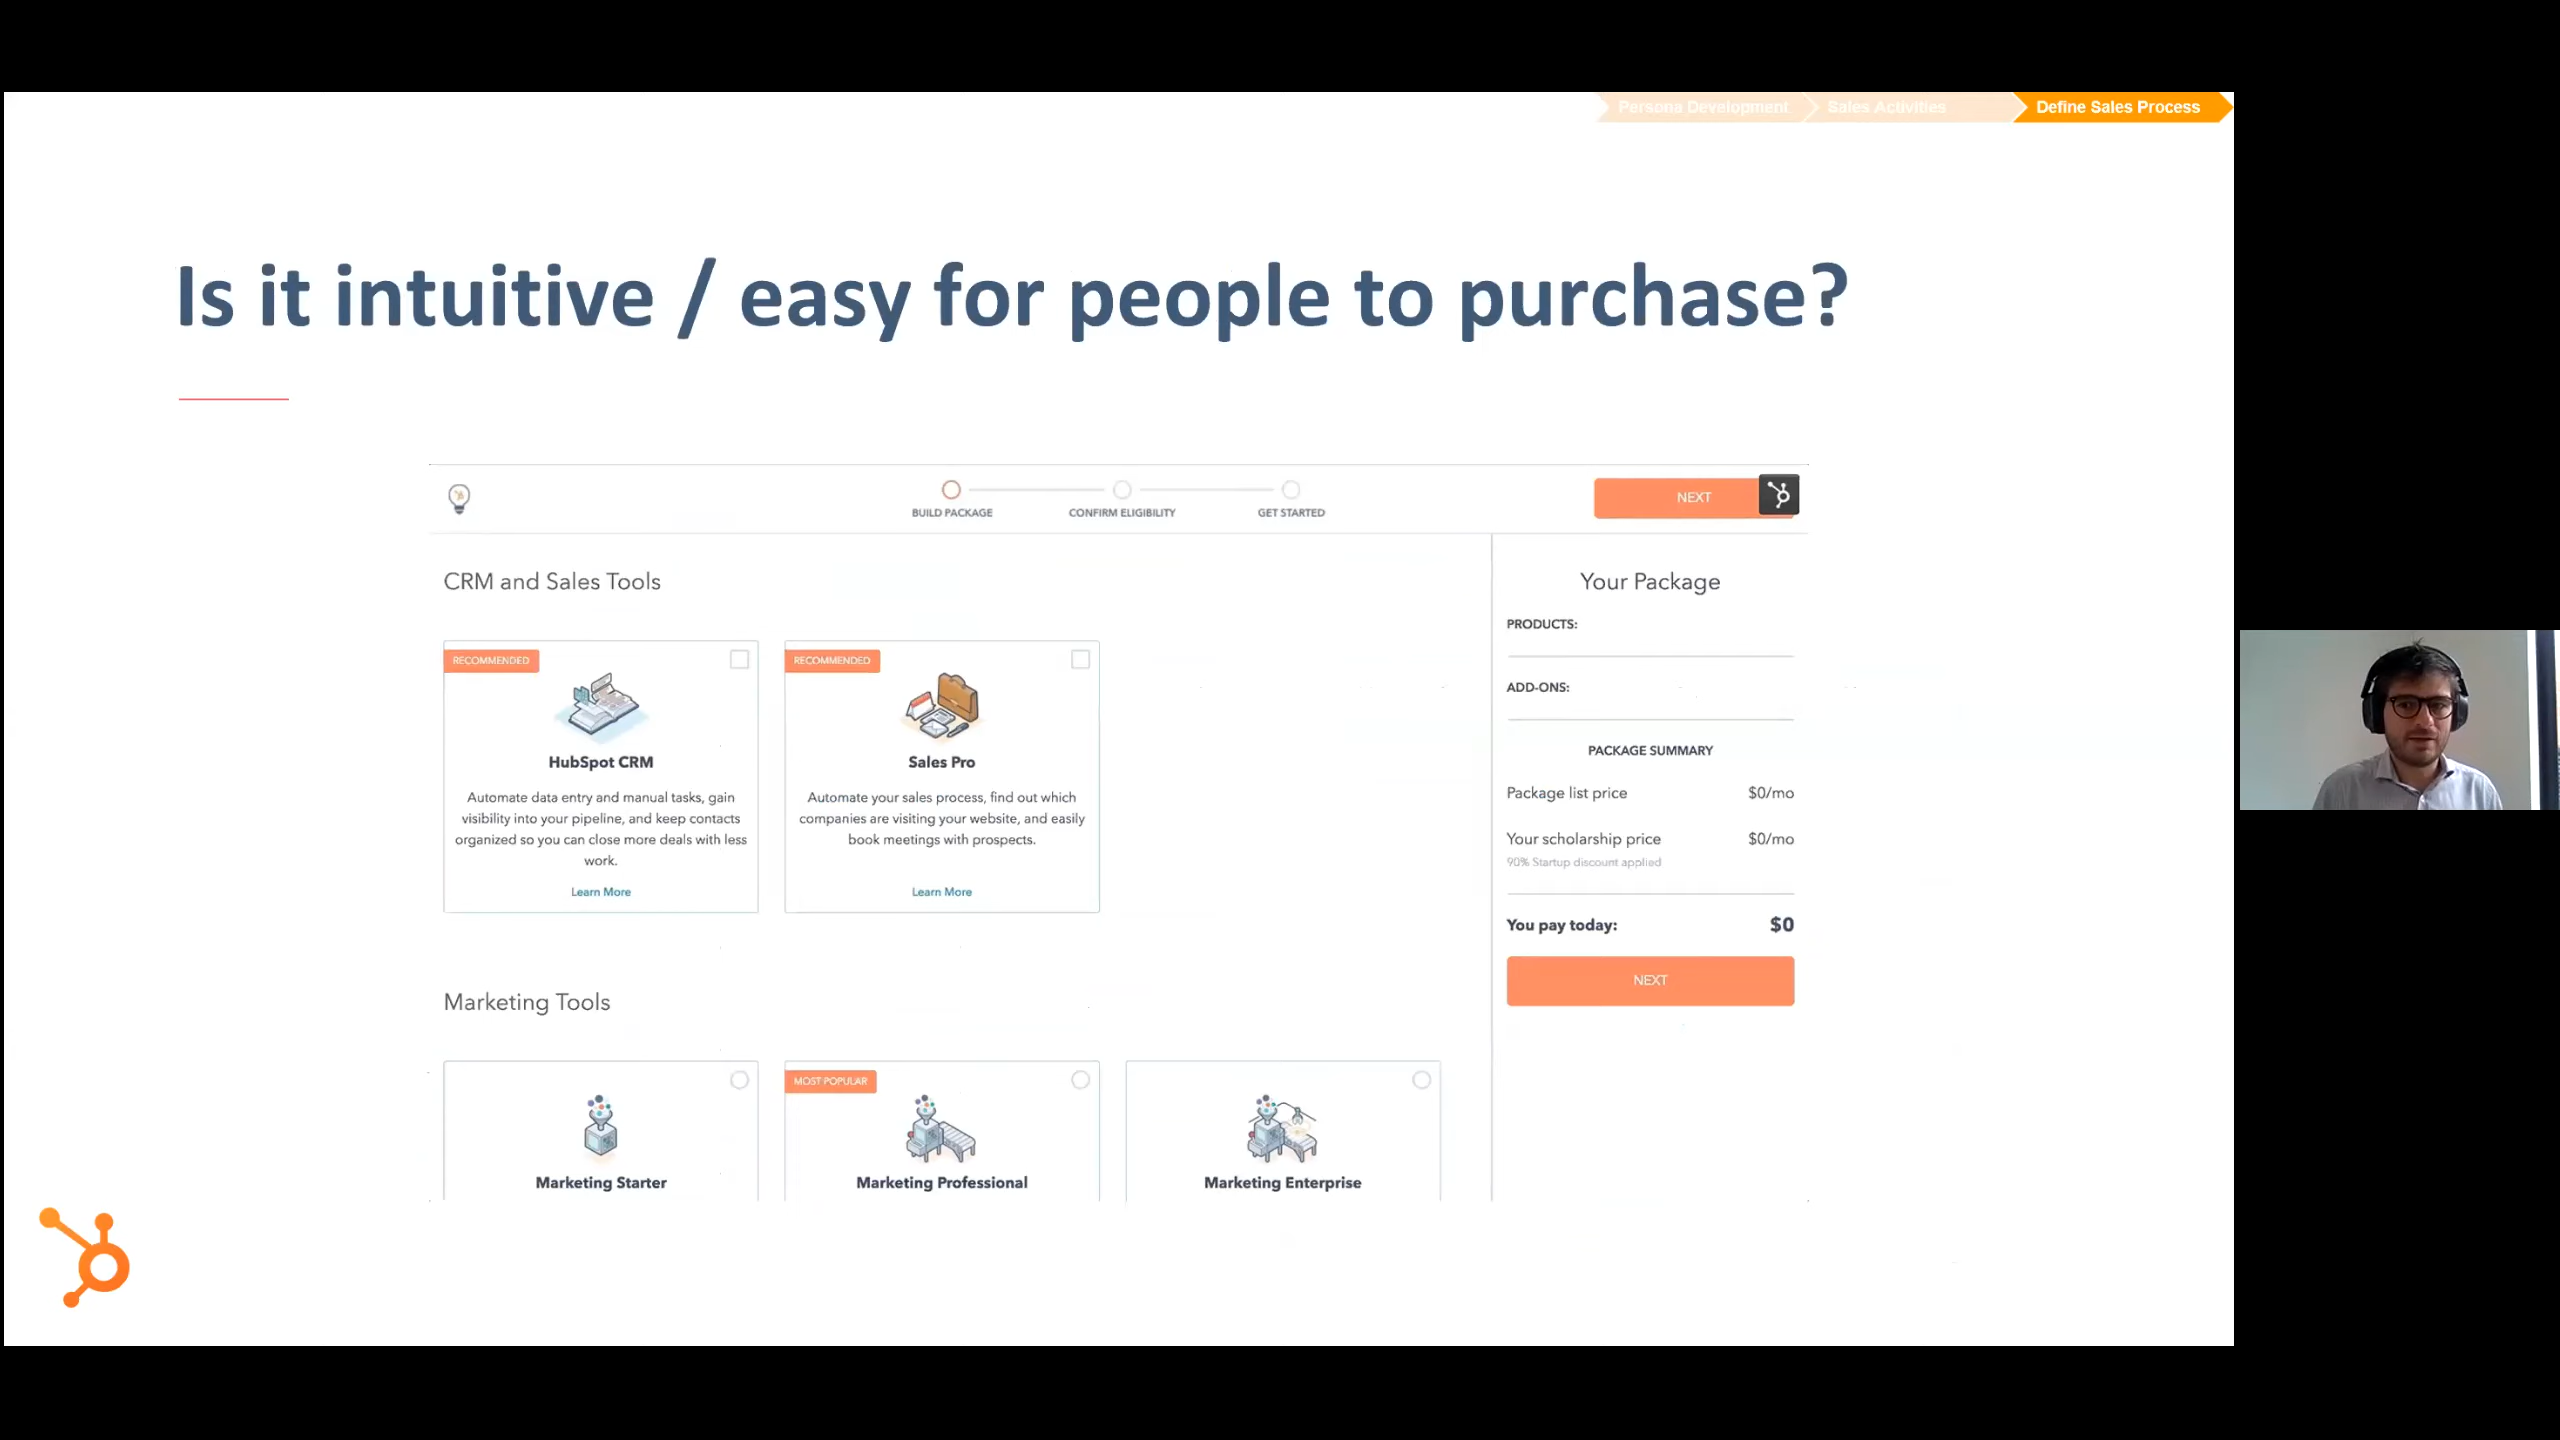 Persona Development
Sales Activities
Define Sales Process
Is it intuitive / easy for people to purchase?
BUILD PACKAGE
CONFIRM ELIGIBILITY
GET STARTED
NEXT
CRM and Sales Tools
RECOMMENDED
HubSpot CRM
Automate data entry and manual tasks, gain
visibility into your pipeline, and keep contacts
organized so you can close more deals with less
work.
Learn More
RECOMMENDED
Sales Pro
Automate your sales process, find out which
companies are visiting your website, and easily
book meetings with prospects.
Learn More
Marketing Tools
Marketing Starter
MOST POPULAR
Marketing Professional
Marketing Enterprise
Your Package
PRODUCTS:
ADD-ONS:
PACKAGE SUMMARY
Package list price $0/mo
Your scholarship price $0/mo
90% Startup discount applied
You pay today: $0
NEXT